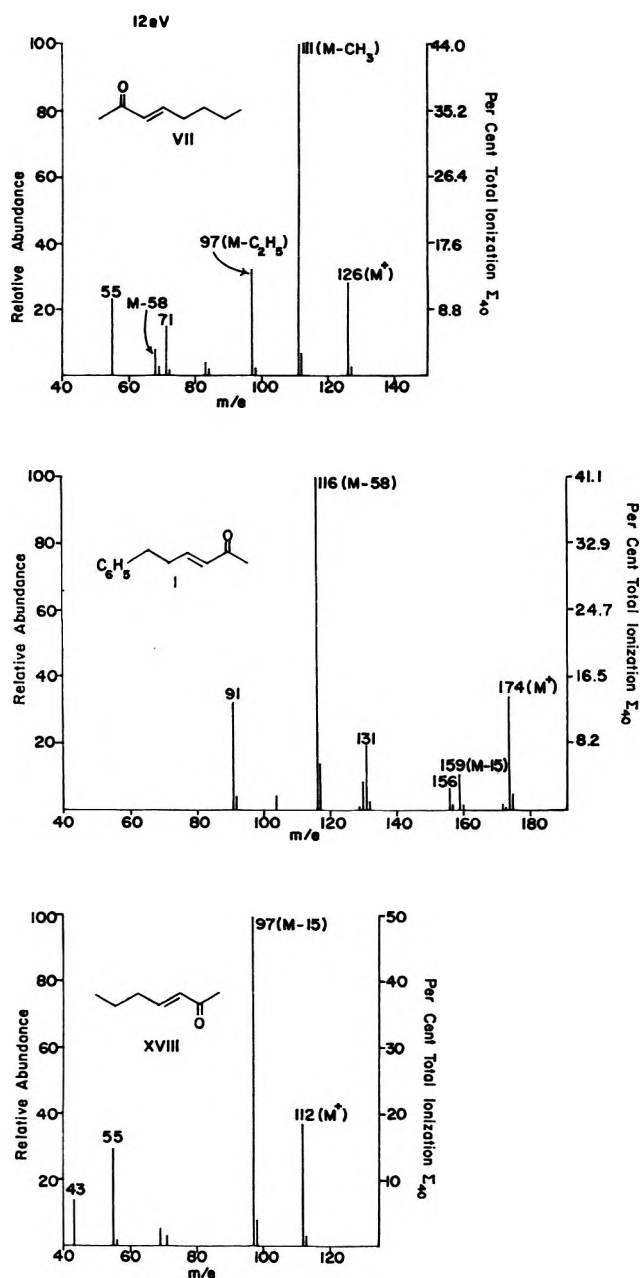 12eV
100
80
60
40
20
Relative Abundance
O
VII
55
M-58
71
97 (M-C2H5)
111 (M-CH3)
126 (M+)
44.0
35.2
26.4
17.6
8.8
Per Cent Total Ionization Σ40
40 60 80 100 120 140
m/e
100
80
60
40
20
Relative Abundance
O
C6H5
I
91
116 (M-58)
131
156
159 (M-15)
174 (M+)
41.1
32.9
24.7
16.5
8.2
Per Cent Total Ionization Σ40
40 60 80 100 120 140 160 180
m/e
100
80
60
40
20
Relative Abundance
O
XVIII
43
55
97 (M-15)
112 (M+)
50
40
30
20
10
Per Cent Total Ionization Σ40
40 60 80 100 120
m/e